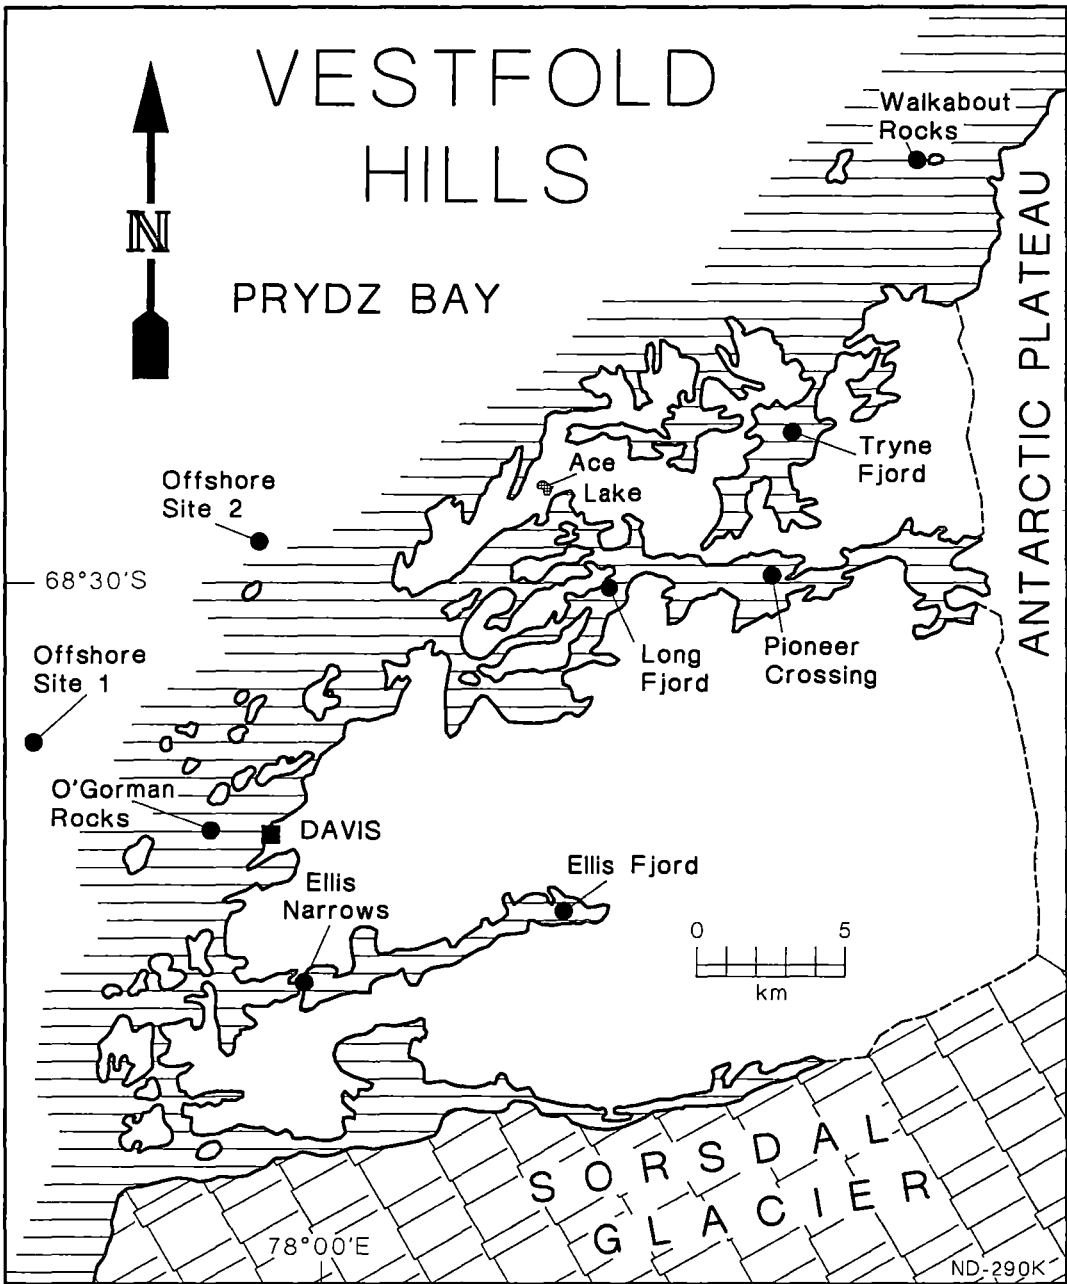 VESTFOLD
HILLS
Walkabout
Rocks
N
PRYDZ BAY
ANTARCTIC PLATEAU
Tryne
Fjord
Ace
Lake
Offshore
Site 2
68°30'S
Offshore
Site 1
Long
Fjord
Pioneer
Crossing
O'Gorman
Rocks
DAVIS
Ellis Fjord
Ellis
Narrows
0 5
km
SORSDAL
GLACIER
78°00'E
ND-290K